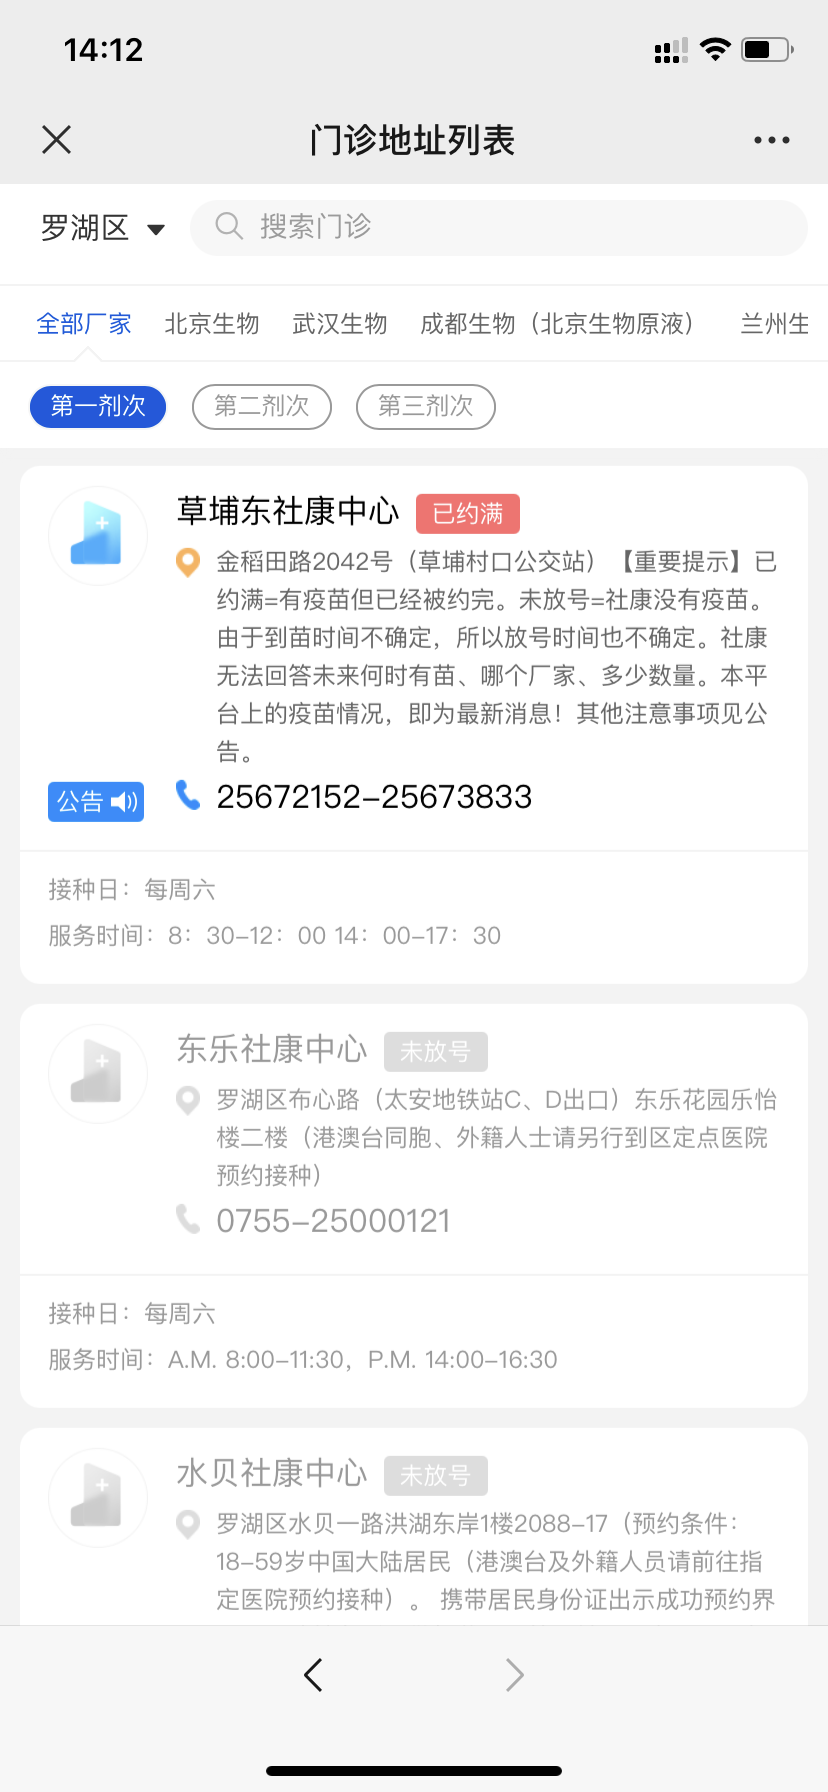 14:12
门诊地址列表
罗湖区 搜索门诊
全部厂家 北京生物 武汉生物 成都生物（北京生物原液） 兰州生
第一剂次 第二剂次 第三剂次
草埔东社康中心 已约满
金稻田路2042号（草埔村口公交站）【重要提示】已
约满=有疫苗但已经被约完。未放号=社康没有疫苗。
由于到苗时间不确定，所以放号时间也不确定。社康
无法回答未来何时有苗、哪个厂家、多少数量。本平
台上的疫苗情况，即为最新消息！其他注意事项见公
告。
公告 25672152-25673833
接种日：每周六
服务时间：8：30-12：00 14：00-17：30
东乐社康中心 未放号
罗湖区布心路（太安地铁站C、D出口）东乐花园乐怡
楼二楼（港澳台同胞、外籍人士请另行到区定点医院
预约接种）
0755-25000121
接种日：每周六
服务时间：A.M. 8:00-11:30，P.M. 14:00-16:30
水贝社康中心 未放号
罗湖区水贝一路洪湖东岸1楼2088-17（预约条件：
18-59岁中国大陆居民（港澳台及外籍人员请前往指
定医院预约接种）。 携带居民身份证出示成功预约界